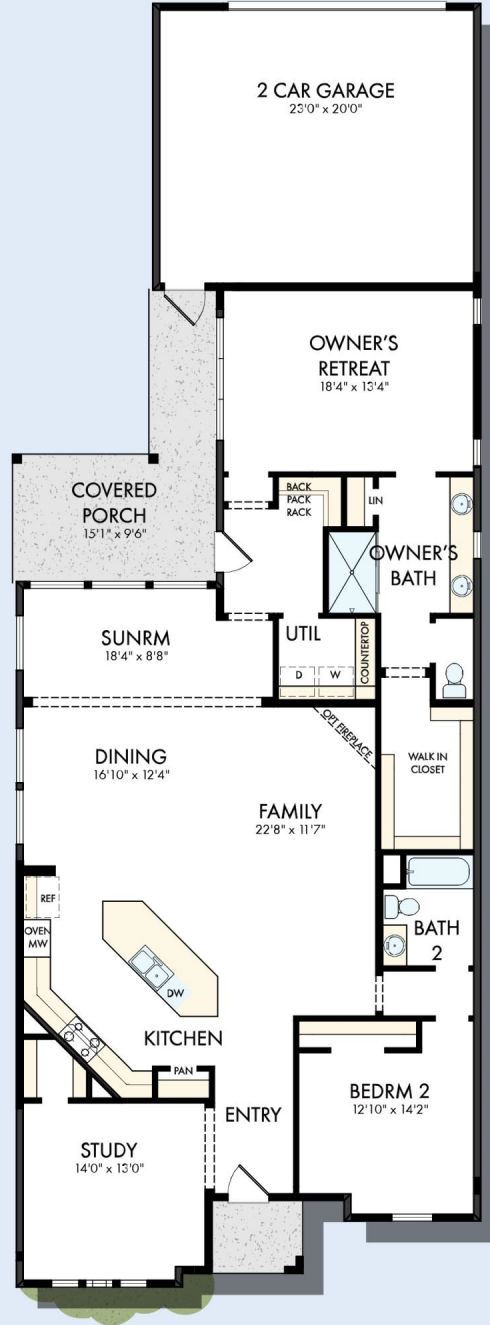 2 CAR GARAGE
23'0" x 20'0"
OWNER'S
RETREAT
18'4" x 13'4"
BACK
PACK
RACK
LIN
COVERED
PORCH
15'1" x 9'6"
OWNER'S
BATH
SUNRM
18'4" x 8'8"
UTIL
D
W
COUNTERTOP
OPT FIREPLACE
DINING
16'10" x 12'4"
WALK IN
CLOSET
FAMILY
22'8" x 11'7"
REF
OVEN
MW
BATH
2
DW
KITCHEN
PAN
BEDRM 2
12'10" x 14'2"
ENTRY
STUDY
14'0" x 13'0"